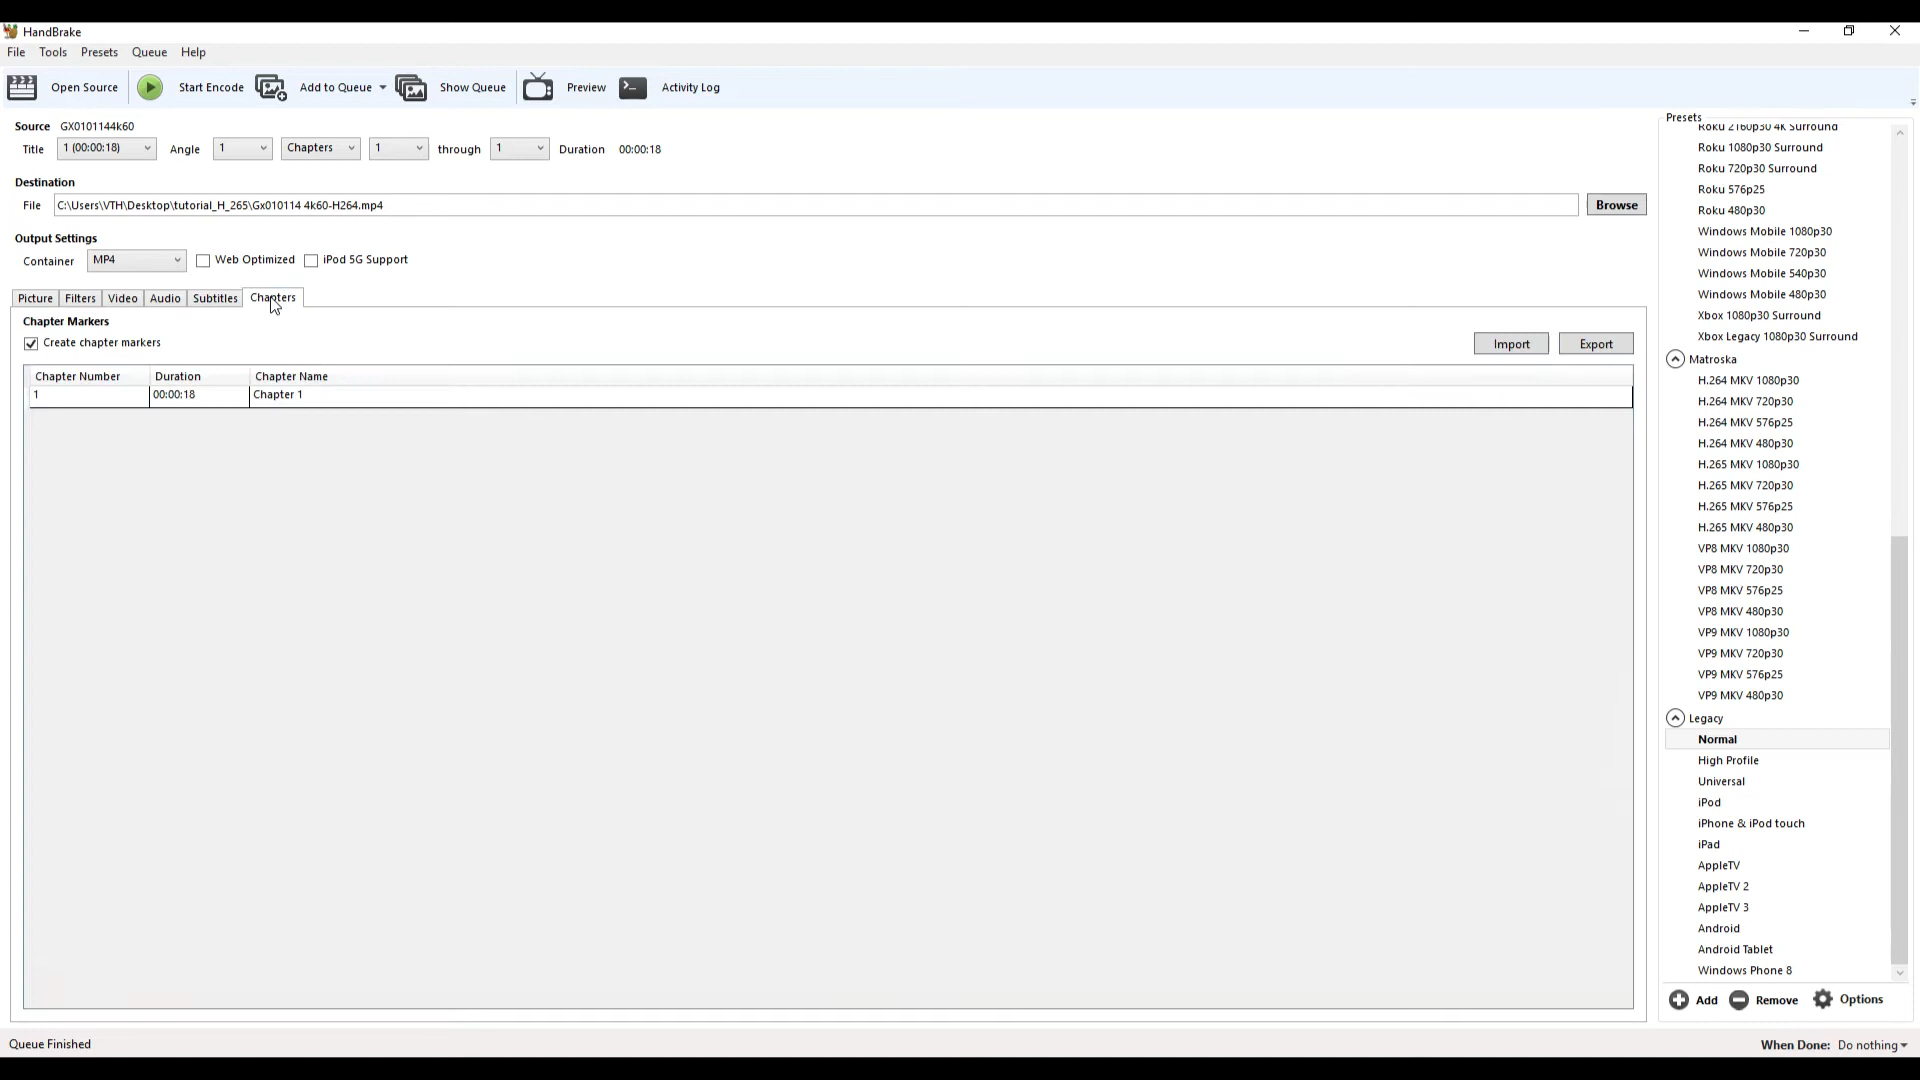 HandBrake
File Tools Presets Queue Help
Open Source Start Encode Add to Queue Show Queue Preview Activity Log
Source GX0101144k60
Title 1 (00:00:18) Angle 1 Chapters 1 through 1 Duration 00:00:18
Destination
File C:\Users\VTH\Desktop\tutorial_H_265\Gx010114 4k60-H264.mp4 Browse
Output Settings
Container MP4 Web Optimized iPod 5G Support
Picture Filters Video Audio Subtitles Chapters
Chapter Markers
Create chapter markers Import Export
Chapter Number Duration Chapter Name
1 00:00:18 Chapter 1
Presets
Roku 2160p30 4K Surround
Roku 1080p30 Surround
Roku 720p30 Surround
Roku 576p25
Roku 480p30
Windows Mobile 1080p30
Windows Mobile 720p30
Windows Mobile 540p30
Windows Mobile 480p30
Xbox 1080p30 Surround
Xbox Legacy 1080p30 Surround
Matroska
H.264 MKV 1080p30
H.264 MKV 720p30
H.264 MKV 576p25
H.264 MKV 480p30
H.265 MKV 1080p30
H.265 MKV 720p30
H.265 MKV 576p25
H.265 MKV 480p30
VP8 MKV 1080p30
VP8 MKV 720p30
VP8 MKV 576p25
VP8 MKV 480p30
VP9 MKV 1080p30
VP9 MKV 720p30
VP9 MKV 576p25
VP9 MKV 480p30
Legacy
Normal
High Profile
Universal
iPod
iPhone & iPod touch
iPad
AppleTV
AppleTV 2
AppleTV 3
Android
Android Tablet
Windows Phone 8
Add Remove Options
Queue Finished When Done: Do nothing